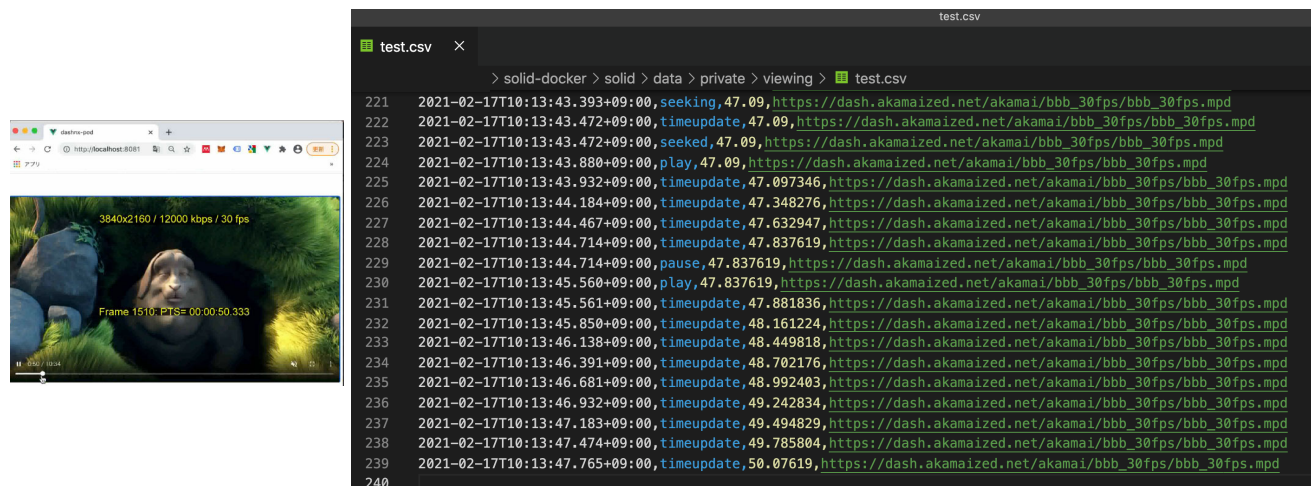 dashns-pod
http://localhost:8081
更新
アプリ
3840x2160 / 12000 kbps / 30 fps
Frame 1510: PTS= 00:00:50.333
0:50 / 10:34
test.csv
test.csv
> solid-docker > solid > data > private > viewing > test.csv
221 2021-02-17T10:13:43.393+09:00,seeking,47.09,https://dash.akamaized.net/akamai/bbb_30fps/bbb_30fps.mpd
222 2021-02-17T10:13:43.472+09:00,timeupdate,47.09,https://dash.akamaized.net/akamai/bbb_30fps/bbb_30fps.mpd
223 2021-02-17T10:13:43.472+09:00,seeked,47.09,https://dash.akamaized.net/akamai/bbb_30fps/bbb_30fps.mpd
224 2021-02-17T10:13:43.880+09:00,play,47.09,https://dash.akamaized.net/akamai/bbb_30fps/bbb_30fps.mpd
225 2021-02-17T10:13:43.932+09:00,timeupdate,47.097346,https://dash.akamaized.net/akamai/bbb_30fps/bbb_30fps.mpd
226 2021-02-17T10:13:44.184+09:00,timeupdate,47.348276,https://dash.akamaized.net/akamai/bbb_30fps/bbb_30fps.mpd
227 2021-02-17T10:13:44.467+09:00,timeupdate,47.632947,https://dash.akamaized.net/akamai/bbb_30fps/bbb_30fps.mpd
228 2021-02-17T10:13:44.714+09:00,timeupdate,47.837619,https://dash.akamaized.net/akamai/bbb_30fps/bbb_30fps.mpd
229 2021-02-17T10:13:44.714+09:00,pause,47.837619,https://dash.akamaized.net/akamai/bbb_30fps/bbb_30fps.mpd
230 2021-02-17T10:13:45.560+09:00,play,47.837619,https://dash.akamaized.net/akamai/bbb_30fps/bbb_30fps.mpd
231 2021-02-17T10:13:45.561+09:00,timeupdate,47.881836,https://dash.akamaized.net/akamai/bbb_30fps/bbb_30fps.mpd
232 2021-02-17T10:13:45.850+09:00,timeupdate,48.161224,https://dash.akamaized.net/akamai/bbb_30fps/bbb_30fps.mpd
233 2021-02-17T10:13:46.138+09:00,timeupdate,48.449818,https://dash.akamaized.net/akamai/bbb_30fps/bbb_30fps.mpd
234 2021-02-17T10:13:46.391+09:00,timeupdate,48.702176,https://dash.akamaized.net/akamai/bbb_30fps/bbb_30fps.mpd
235 2021-02-17T10:13:46.681+09:00,timeupdate,48.992403,https://dash.akamaized.net/akamai/bbb_30fps/bbb_30fps.mpd
236 2021-02-17T10:13:46.932+09:00,timeupdate,49.242834,https://dash.akamaized.net/akamai/bbb_30fps/bbb_30fps.mpd
237 2021-02-17T10:13:47.183+09:00,timeupdate,49.494829,https://dash.akamaized.net/akamai/bbb_30fps/bbb_30fps.mpd
238 2021-02-17T10:13:47.474+09:00,timeupdate,49.785804,https://dash.akamaized.net/akamai/bbb_30fps/bbb_30fps.mpd
239 2021-02-17T10:13:47.765+09:00,timeupdate,50.07619,https://dash.akamaized.net/akamai/bbb_30fps/bbb_30fps.mpd
240